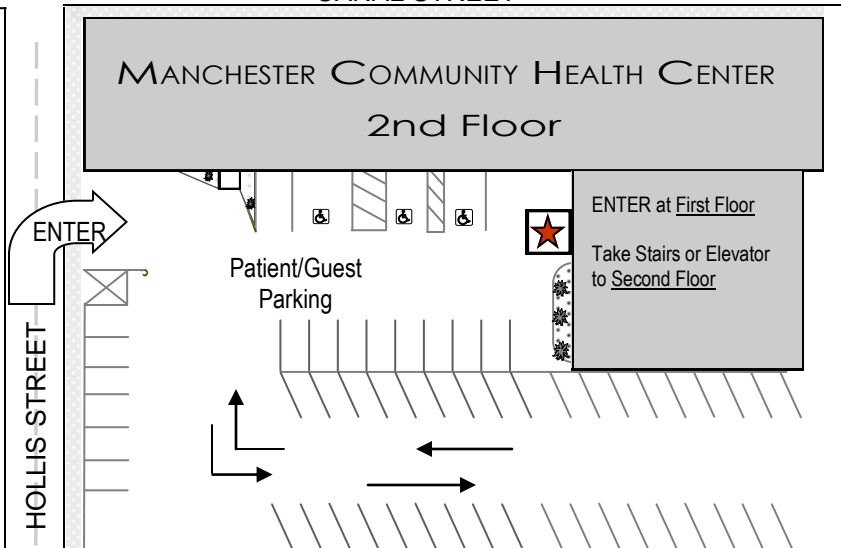 MANCHESTER COMMUNITY HEALTH CENTER
2nd Floor
ENTER
ENTER at First Floor
Take Stairs or Elevator
to Second Floor
Patient/Guest
Parking
HOLLIS STREET